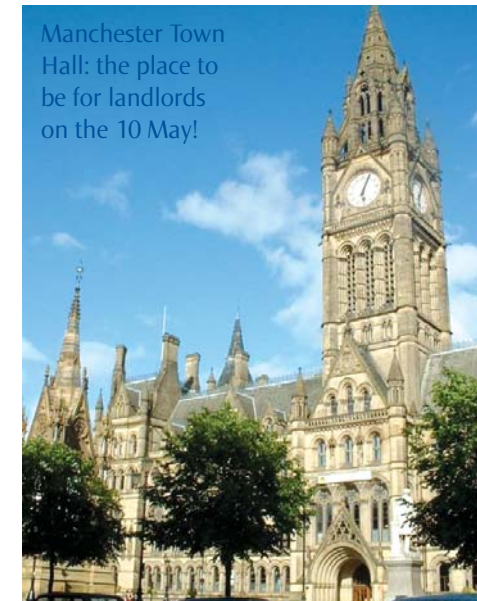 Manchester Town
Hall: the place to
be for landlords
on the 10 May!